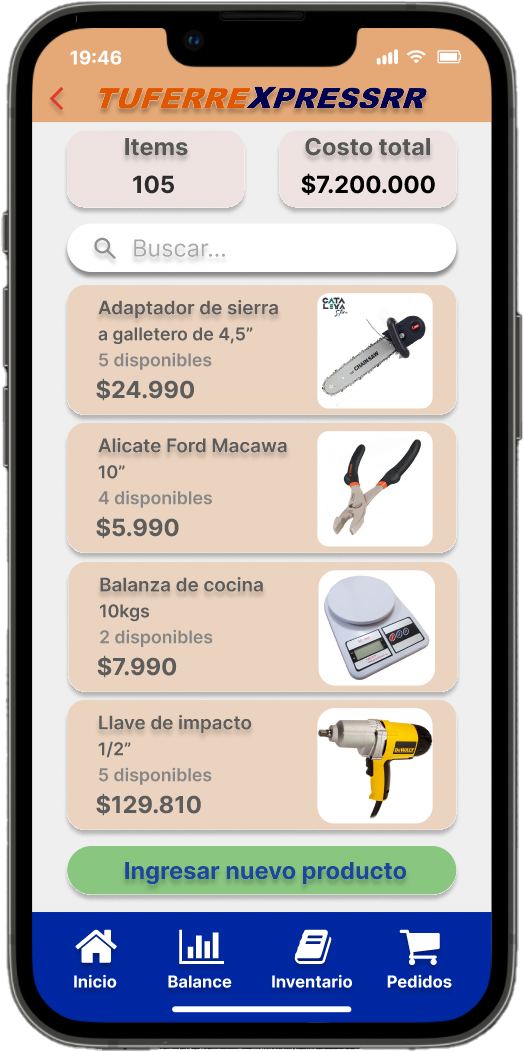 19:46
TUFERREXPRESSRR
Items
105
Costo total
$7.200.000
Buscar...
Adaptador de sierra
a galletero de 4,5”
5 disponibles
$24.990
CATA
LEYA
Store
CHAIN SAW
Alicate Ford Macawa
10”
4 disponibles
$5.990
Balanza de cocina
10kgs
2 disponibles
$7.990
Llave de impacto
1/2”
5 disponibles
$129.810
DeWALT
Ingresar nuevo producto
Inicio
Balance
Inventario
Pedidos